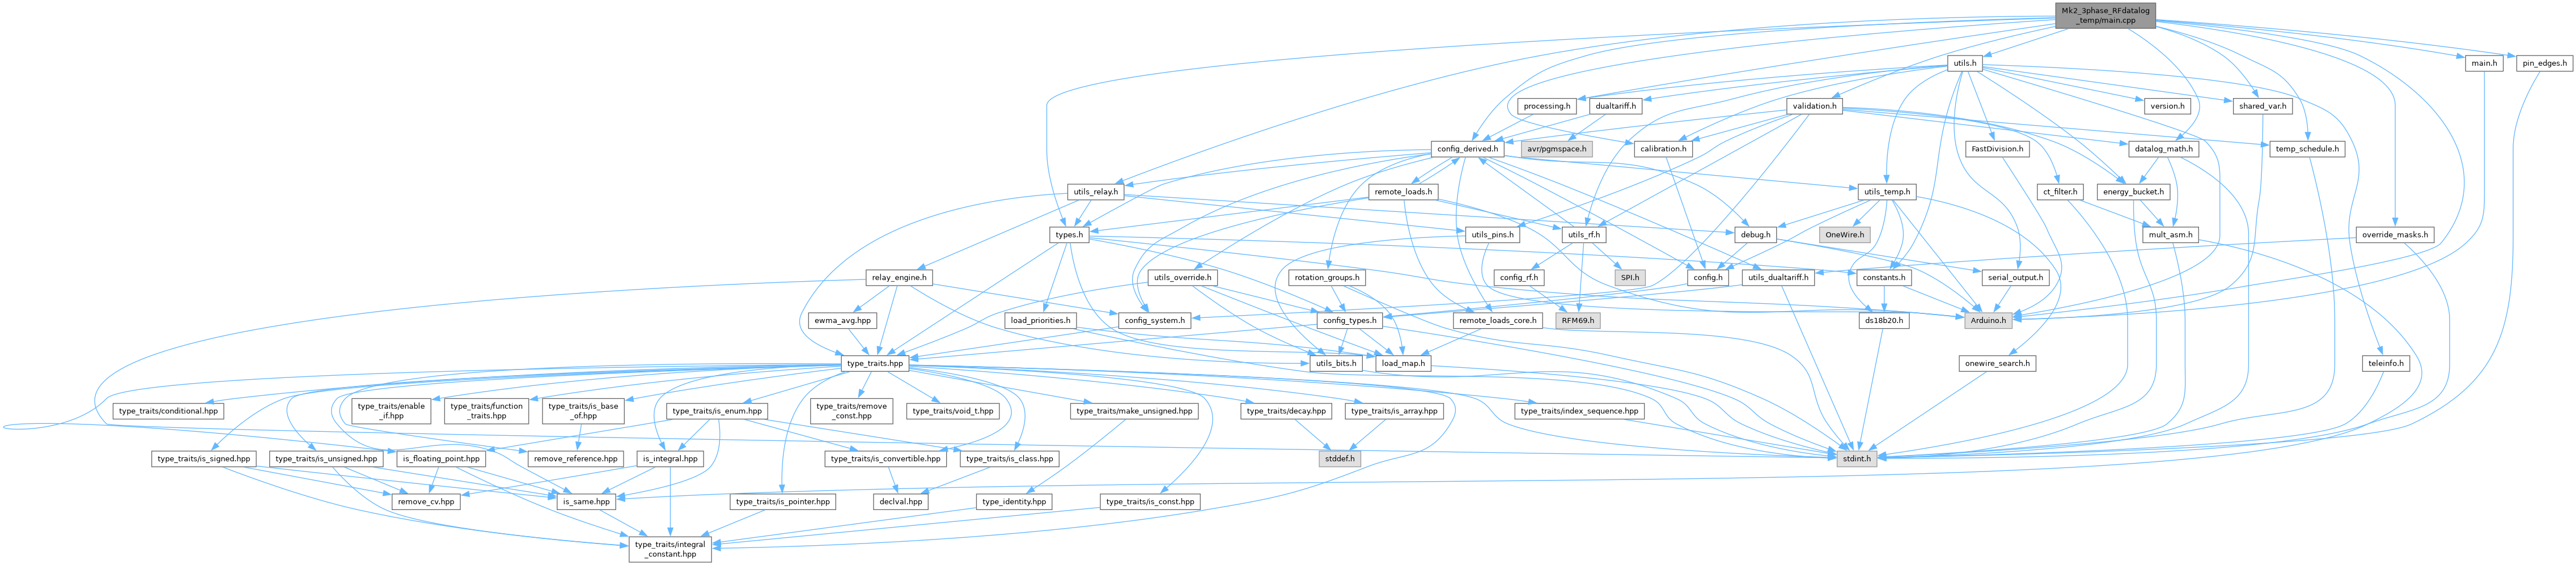 Mk2_3phase_RFdatalog
_temp/main.cpp
utils.h
main.h
pin_edges.h
processing.h
dualtariff.h
validation.h
version.h
shared_var.h
config_derived.h
avr/pgmspace.h
calibration.h
FastDivision.h
datalog_math.h
temp_schedule.h
utils_relay.h
remote_loads.h
utils_temp.h
ct_filter.h
energy_bucket.h
types.h
utils_pins.h
utils_rf.h
debug.h
OneWire.h
mult_asm.h
override_masks.h
relay_engine.h
utils_override.h
rotation_groups.h
config_rf.h
SPI.h
config.h
utils_dualtariff.h
constants.h
serial_output.h
ewma_avg.hpp
load_priorities.h
config_system.h
config_types.h
remote_loads_core.h
RFM69.h
ds18b20.h
Arduino.h
type_traits.hpp
utils_bits.h
load_map.h
onewire_search.h
teleinfo.h
type_traits/conditional.hpp
type_traits/enable
_if.hpp
type_traits/function
_traits.hpp
type_traits/is_base
_of.hpp
type_traits/is_enum.hpp
type_traits/remove
_const.hpp
type_traits/void_t.hpp
type_traits/make_unsigned.hpp
type_traits/decay.hpp
type_traits/is_array.hpp
type_traits/index_sequence.hpp
type_traits/is_signed.hpp
type_traits/is_unsigned.hpp
is_floating_point.hpp
remove_reference.hpp
is_integral.hpp
type_traits/is_convertible.hpp
type_traits/is_class.hpp
stddef.h
stdint.h
remove_cv.hpp
is_same.hpp
type_traits/is_pointer.hpp
declval.hpp
type_identity.hpp
type_traits/is_const.hpp
type_traits/integral
_constant.hpp